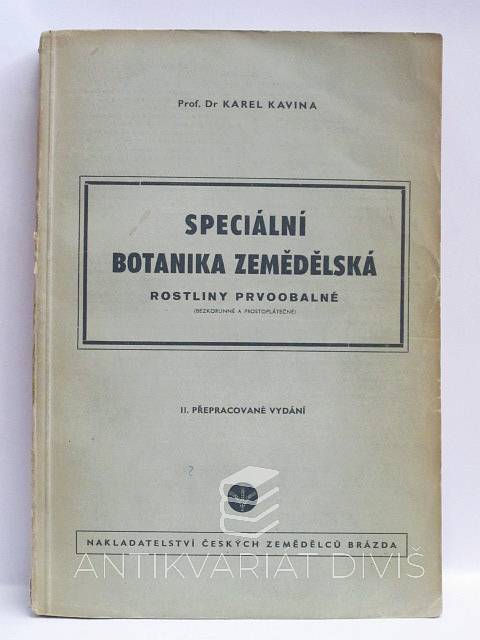 Prof. Dr KAREL KAVINA
SPECIÁLNÍ
BOTANIKA ZEMĚDĚLSKÁ
ROSTLINY PRVOOBALNÉ
(BEZKORUNNÉ A PROSTOPLÁTEČNÉ)
II. PŘEPRACOVANÉ VYDÁNÍ
NAKLADATELSTVÍ ČESKÝCH ZEMĚDĚLCŮ BRÁZDA
ANTIKVARIÁT DIVIŠ